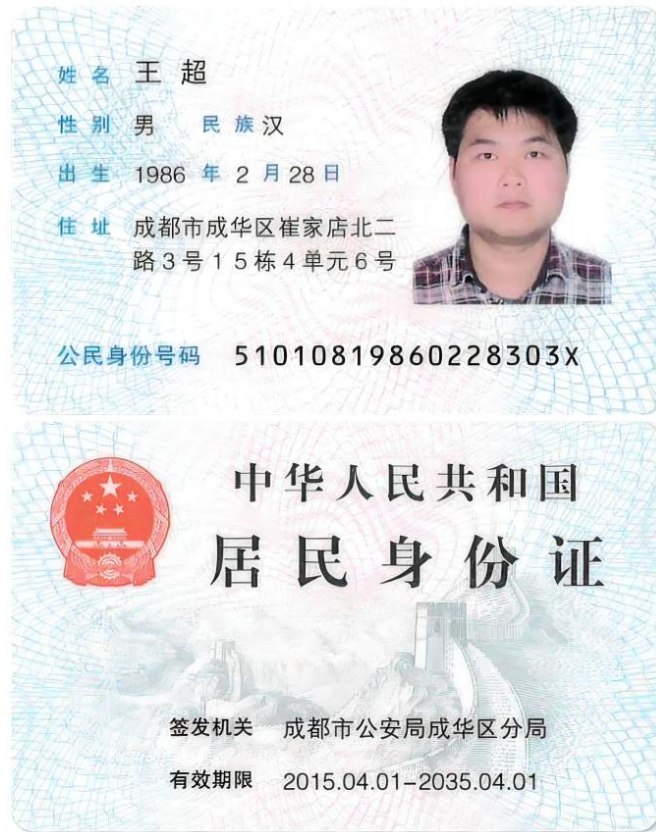 姓名 王超
性别 男 民族 汉
出生 1986 年 2 月 28 日
住址 成都市成华区崔家店北二
路3号15栋4单元6号
公民身份号码 51010819860228303X
中华人民共和国
居民身份证
签发机关 成都市公安局成华区分局
有效期限 2015.04.01-2035.04.01